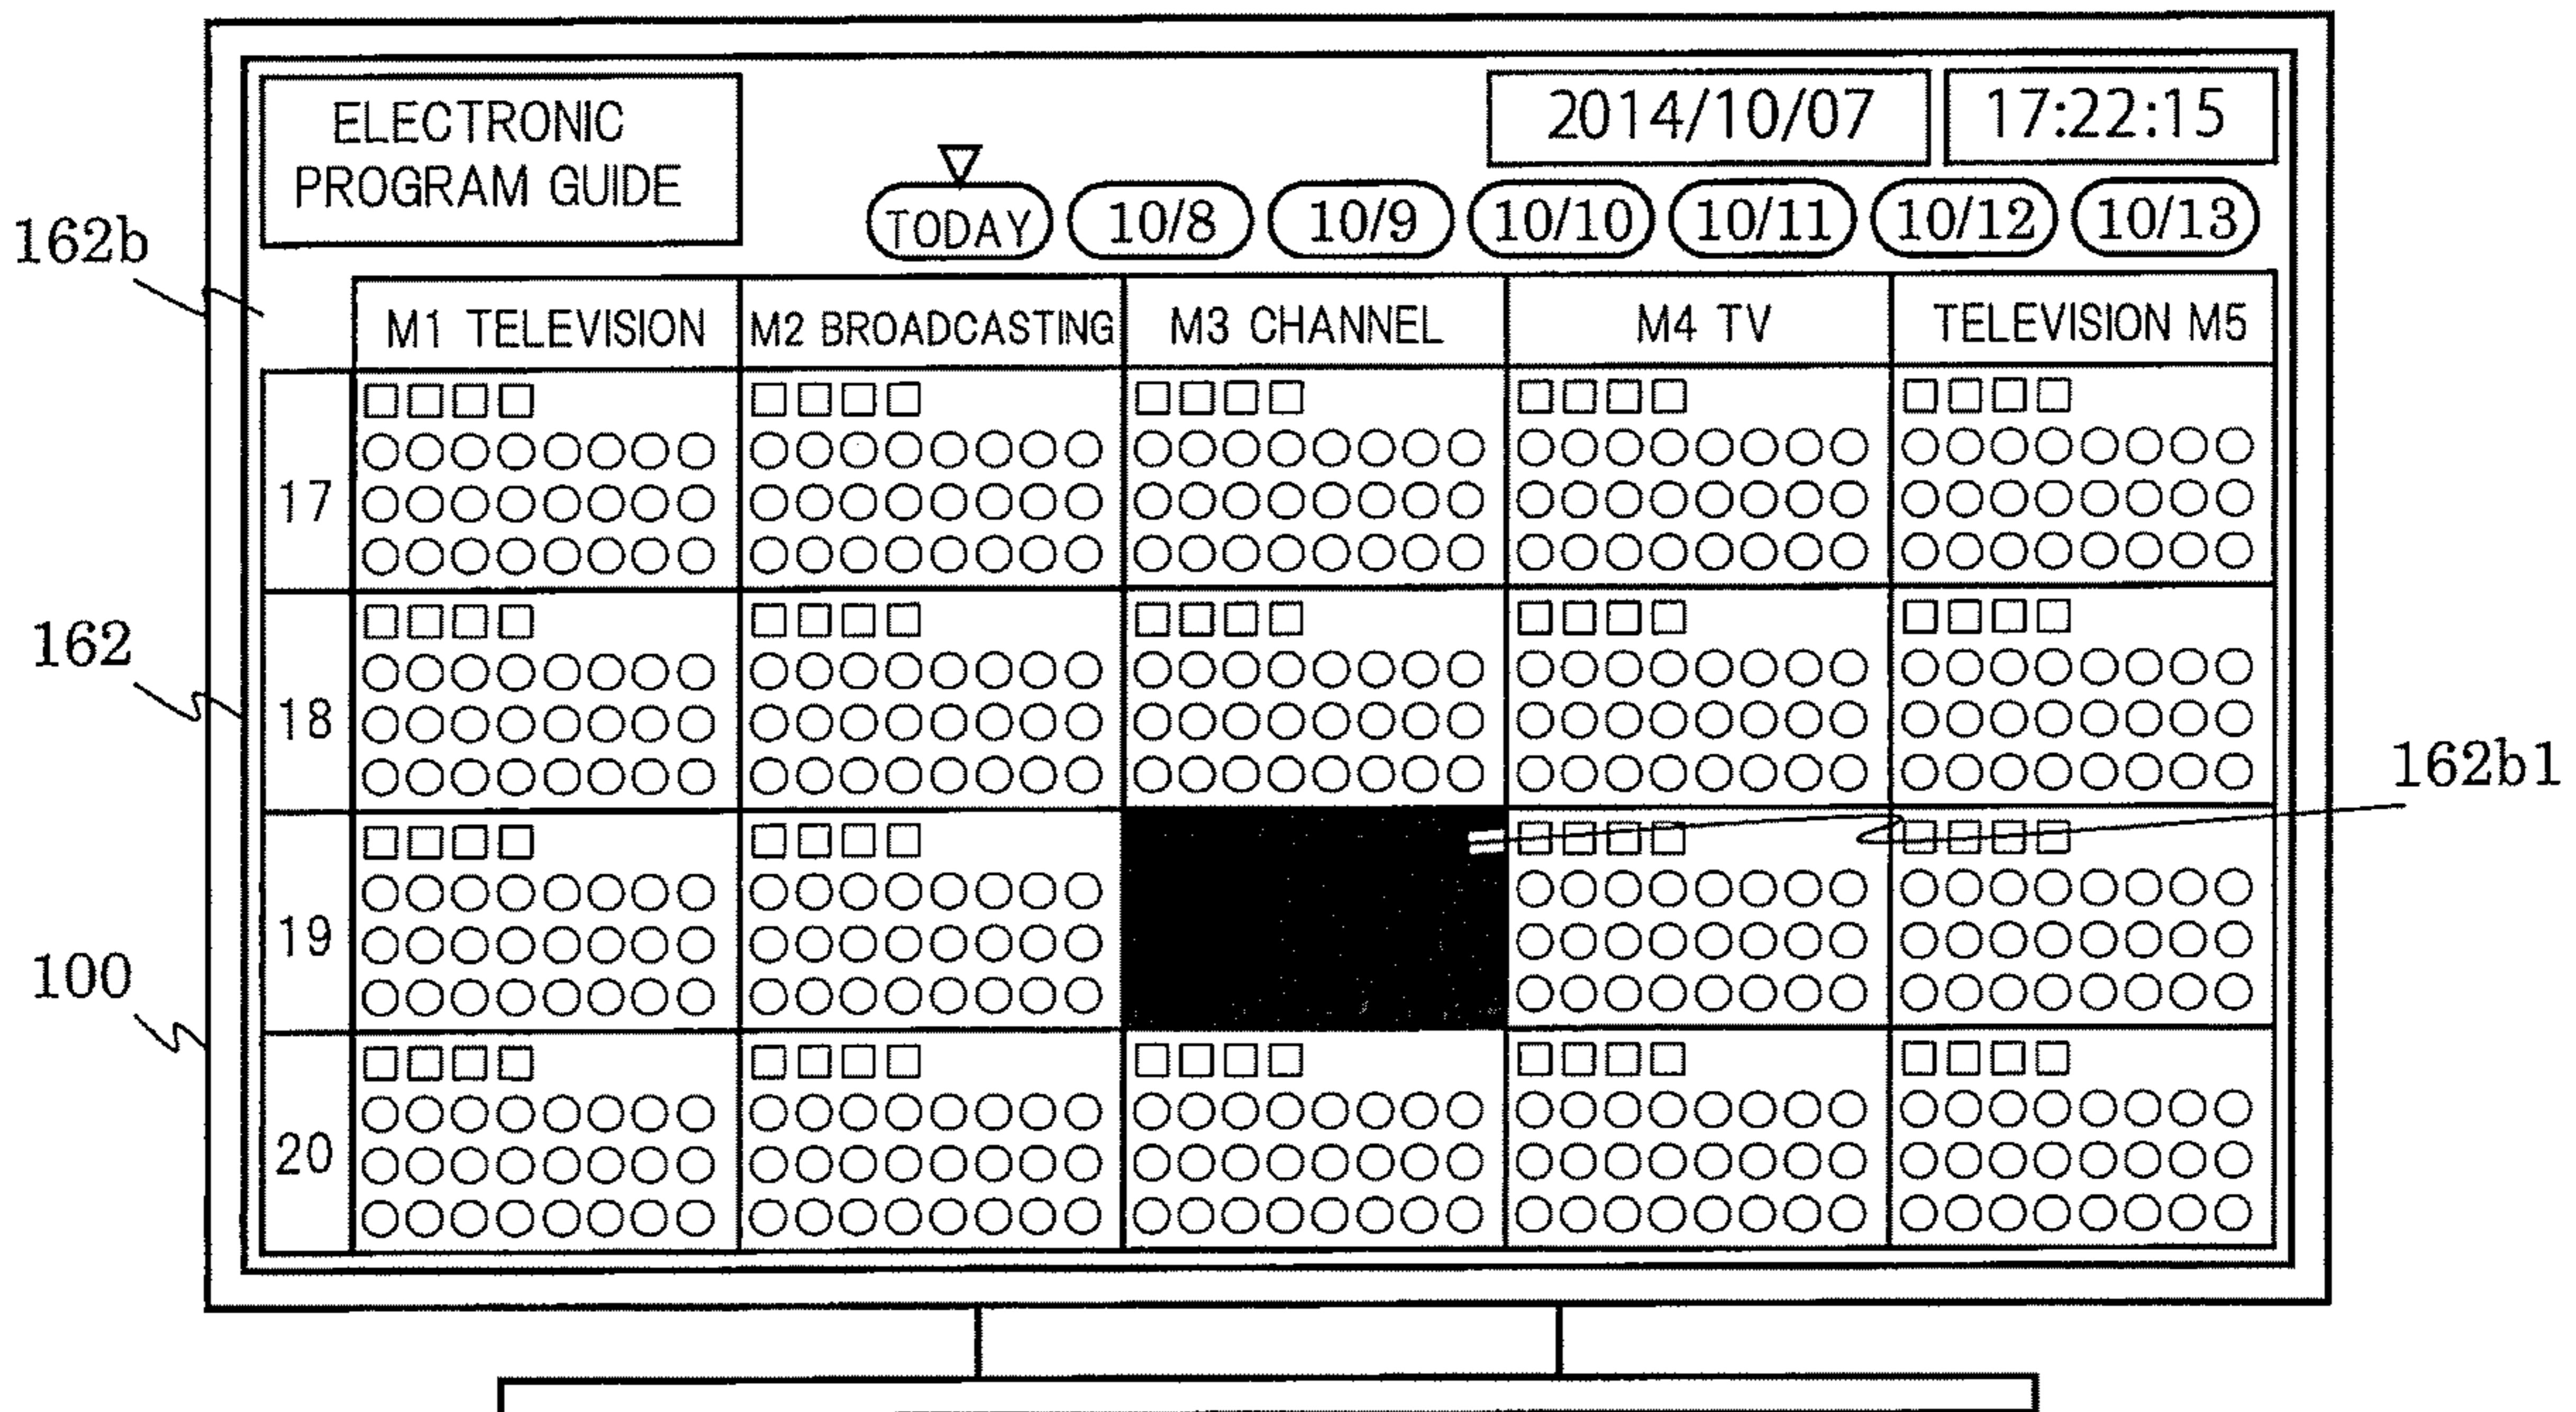 ELECTRONIC
PROGRAM GUIDE
2014/10/07 17:22:15
TODAY 10/8 10/9 10/10 10/11 10/12 10/13
162b
M1 TELEVISION M2 BROADCASTING M3 CHANNEL M4 TV TELEVISION M5
□□□□ □□□□ □□□□ □□□□ □□□□
○○○○○○○○ ○○○○○○○○ ○○○○○○○○ ○○○○○○○○ ○○○○○○○○
17 ○○○○○○○○ ○○○○○○○○ ○○○○○○○○ ○○○○○○○○ ○○○○○○○○
○○○○○○○○ ○○○○○○○○ ○○○○○○○○ ○○○○○○○○ ○○○○○○○○
□□□□ □□□□ □□□□ □□□□ □□□□
162
○○○○○○○○ ○○○○○○○○ ○○○○○○○○ ○○○○○○○○ ○○○○○○○○
18 ○○○○○○○○ ○○○○○○○○ ○○○○○○○○ ○○○○○○○○ ○○○○○○○○
○○○○○○○○ ○○○○○○○○ ○○○○○○○○ ○○○○○○○○ ○○○○○○○○
162b1
□□□□ □□□□ □□□□ □□□□
○○○○○○○○ ○○○○○○○○ ○○○○○○○○ ○○○○○○○○
19 ○○○○○○○○ ○○○○○○○○ ○○○○○○○○ ○○○○○○○○
100
○○○○○○○○ ○○○○○○○○ ○○○○○○○○ ○○○○○○○○
□□□□ □□□□ □□□□ □□□□ □□□□
○○○○○○○○ ○○○○○○○○ ○○○○○○○○ ○○○○○○○○ ○○○○○○○○
20 ○○○○○○○○ ○○○○○○○○ ○○○○○○○○ ○○○○○○○○ ○○○○○○○○
○○○○○○○○ ○○○○○○○○ ○○○○○○○○ ○○○○○○○○ ○○○○○○○○